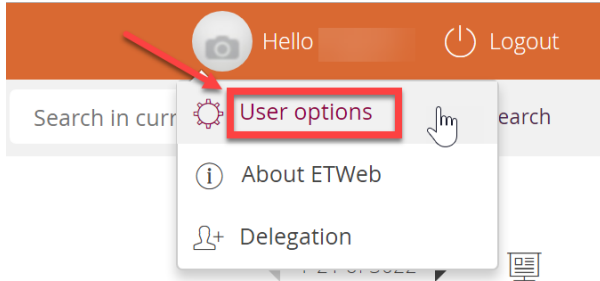 Hello
Logout
Search in curr
earch
User options
About ETWeb
Delegation